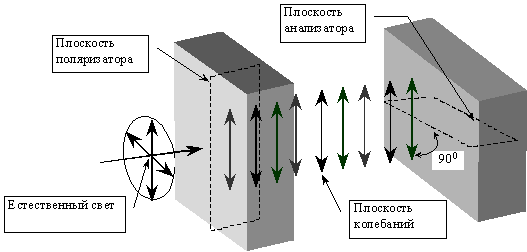 Плоскость
поляризатора
Плоскость
анализатора
90⁰
Естественный свет
Плоскость
колебаний